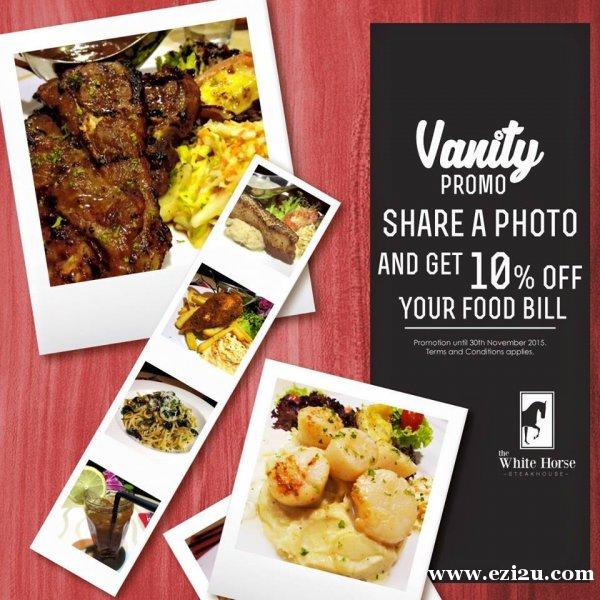 Vanity
PROMO
SHARE A PHOTO
AND GET 10% OFF
YOUR FOOD BILL
Promotion until 30th November 2015.
Terms and Conditions applies.
the
White Horse
-STEAKHOUSE-
www.ezi2u.com